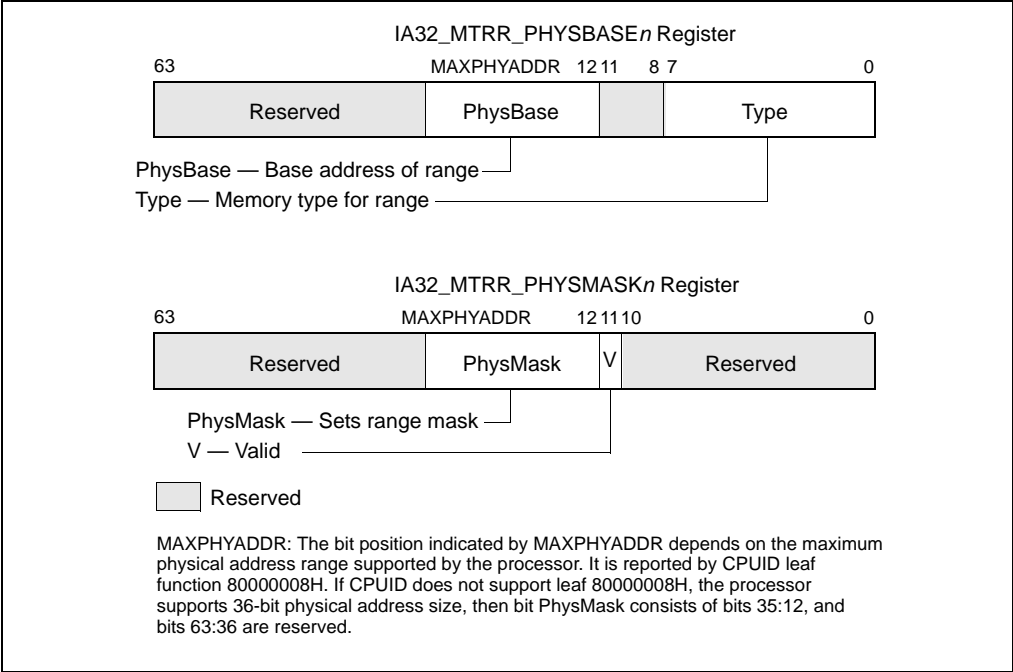 IA32_MTRR_PHYSBASEn Register
63 MAXPHYADDR 12 11 8 7 0
Reserved PhysBase Type
PhysBase — Base address of range
Type — Memory type for range
IA32_MTRR_PHYSMASKn Register
63 MAXPHYADDR 12 11 10 0
Reserved PhysMask V Reserved
PhysMask — Sets range mask
V — Valid
Reserved
MAXPHYADDR: The bit position indicated by MAXPHYADDR depends on the maximum
physical address range supported by the processor. It is reported by CPUID leaf
function 80000008H. If CPUID does not support leaf 80000008H, the processor
supports 36-bit physical address size, then bit PhysMask consists of bits 35:12, and
bits 63:36 are reserved.